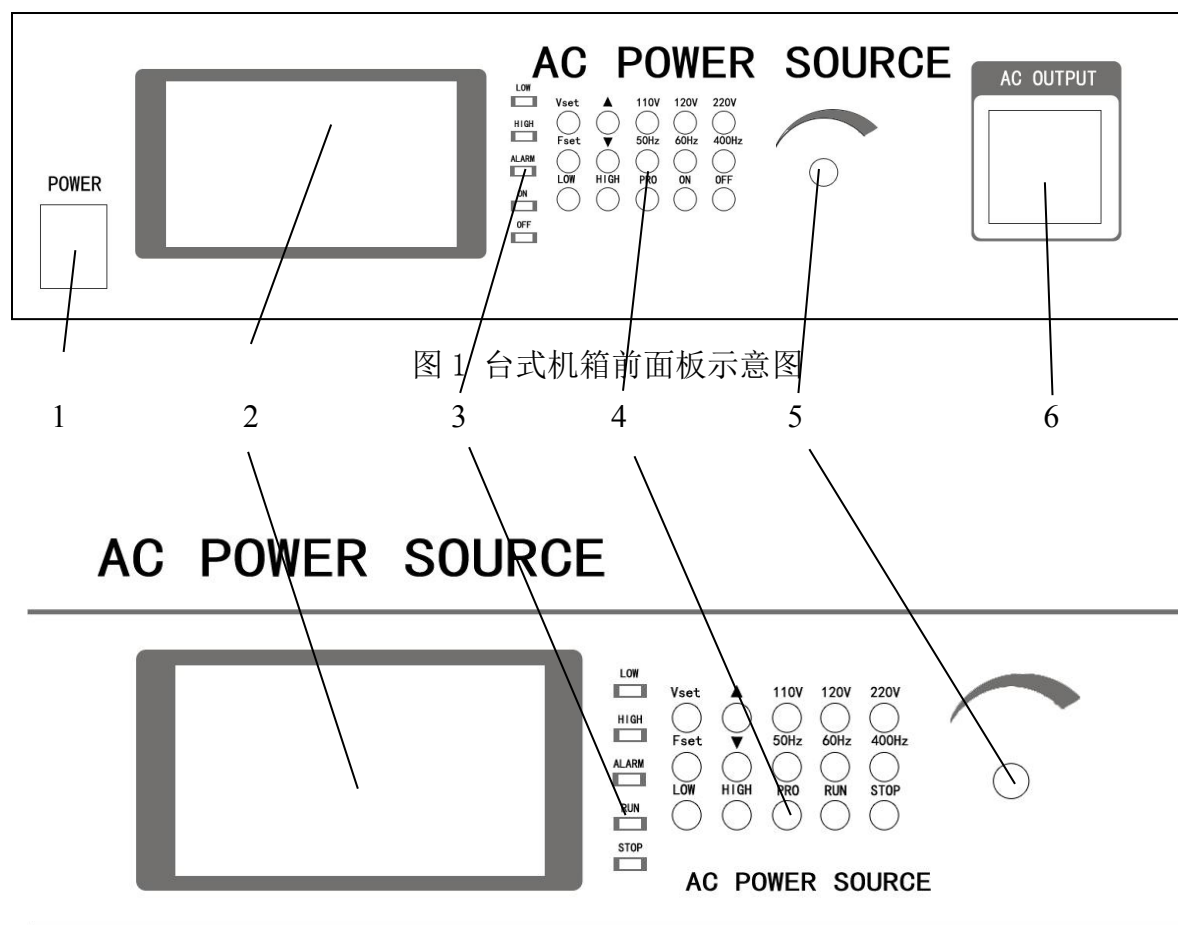 AC POWER SOURCE
AC OUTPUT
POWER
LOW
HIGH
ALARM
ON
OFF
Vset ▲ 110V 120V 220V
Fset ▼ 50Hz 60Hz 400Hz
LOW HIGH PRO ON OFF
图 1 台式机箱前面板示意图
1 2 3 4 5 6
AC POWER SOURCE
LOW
HIGH
ALARM
RUN
STOP
Vset ▲ 110V 120V 220V
Fset ▼ 50Hz 60Hz 400Hz
LOW HIGH PRO RUN STOP
AC POWER SOURCE